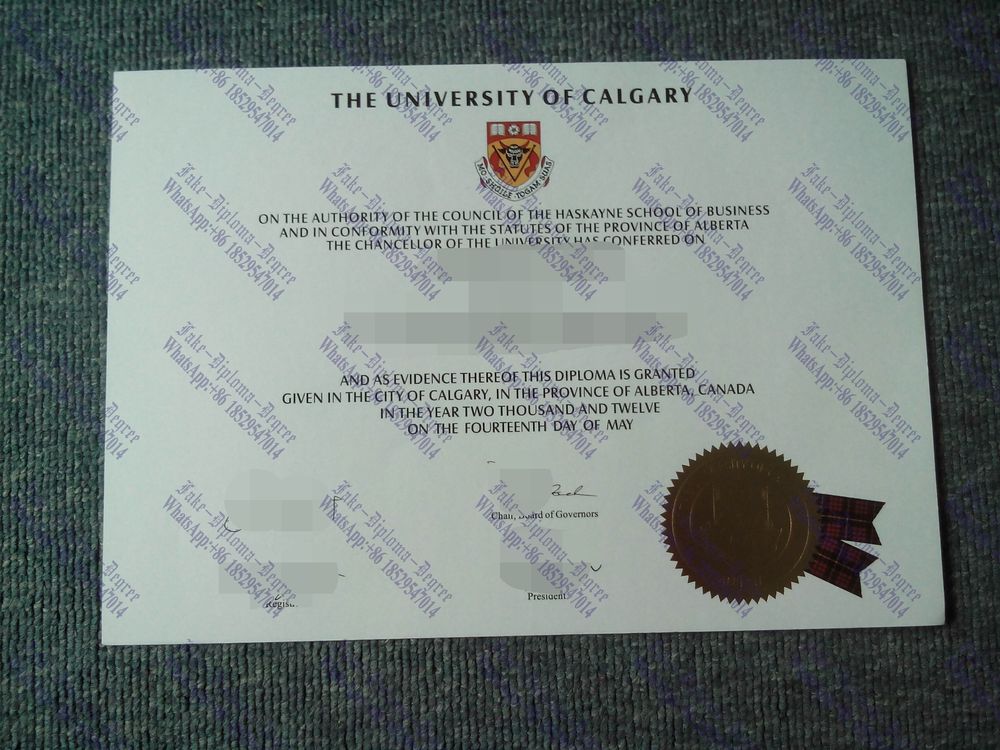 THE UNIVERSITY OF CALGARY
MO SHÙILE TOGAM SUAS
ON THE AUTHORITY OF THE COUNCIL OF THE HASKAYNE SCHOOL OF BUSINESS
AND IN CONFORMITY WITH THE STATUTES OF THE PROVINCE OF ALBERTA
THE CHANCELLOR OF THE UNIVERSITY HAS CONFERRED ON
AND AS EVIDENCE THEREOF THIS DIPLOMA IS GRANTED
GIVEN IN THE CITY OF CALGARY, IN THE PROVINCE OF ALBERTA, CANADA
IN THE YEAR TWO THOUSAND AND TWELVE
ON THE FOURTEENTH DAY OF MAY
Chair, Board of Governors
President
Fake-Diploma-Degree
WhatsApp:+86 18529547014